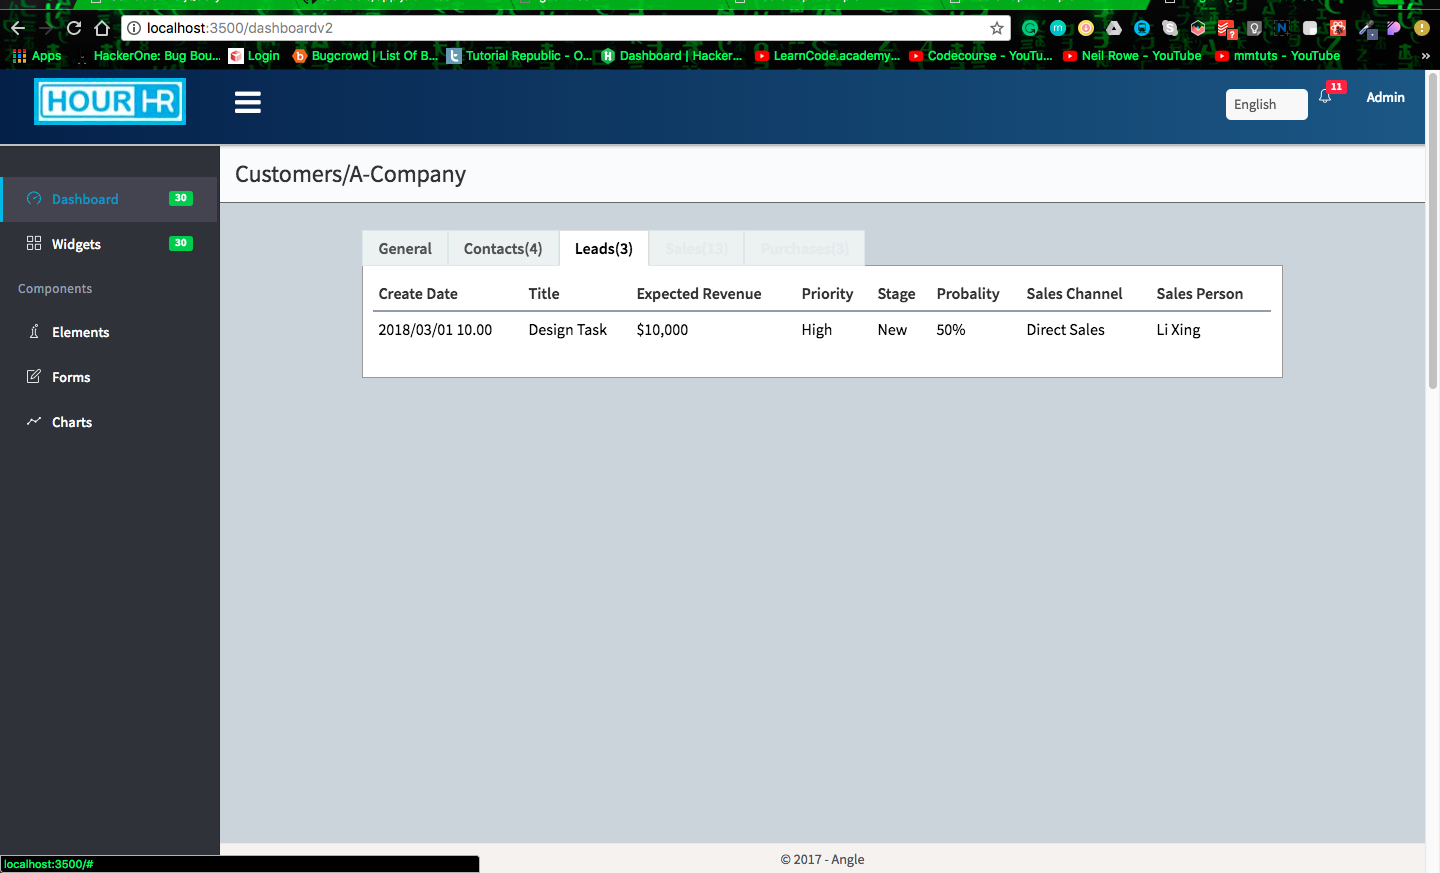 localhost:3500/dashboardv2
Apps
HackerOne: Bug Bou...
Login
Bugcrowd | List Of B...
Tutorial Republic - O...
Dashboard | Hacker...
LearnCode.academy...
Codecourse - YouTu...
Neil Rowe - YouTube
mmtuts - YouTube
»
HOUR HR
English
11
Admin
Customers/A-Company
Dashboard 30
Widgets 30
Components
Elements
Forms
Charts
General Contacts(4) Leads(3) Sales(13) Purchases(3)
Create Date Title Expected Revenue Priority Stage Probality Sales Channel Sales Person
2018/03/01 10.00 Design Task $10,000 High New 50% Direct Sales Li Xing
© 2017 - Angle
localhost:3500/#